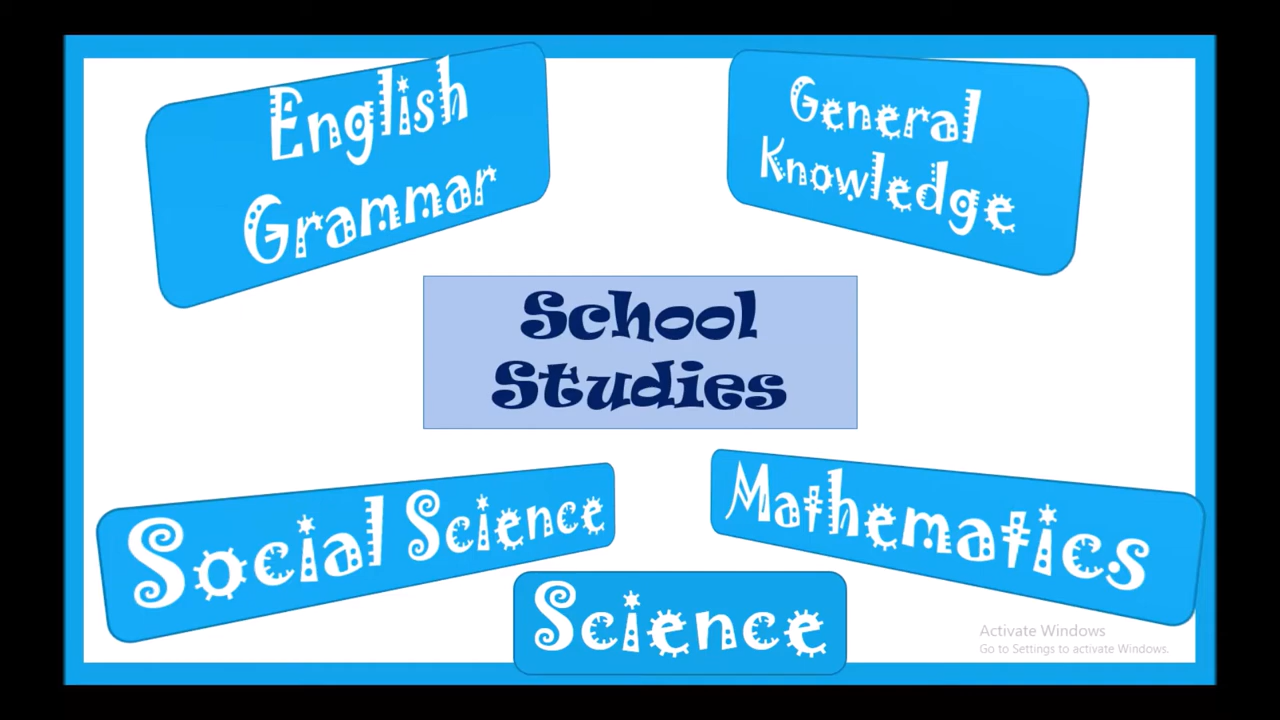 English
Grammar
General
Knowledge
School
Studies
Social Science
Mathematics
Science
Activate Windows
Go to Settings to activate Windows.